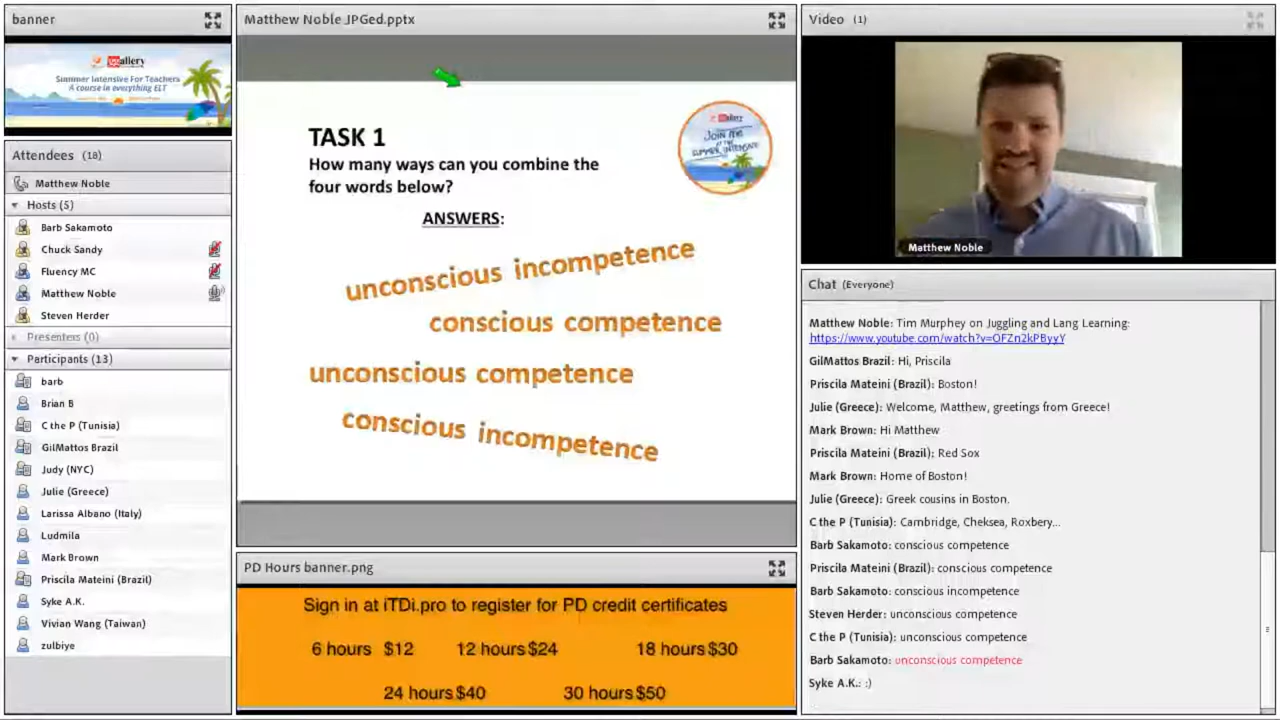 banner
Summer Intensive For Teachers
A course in everything ELT
Attendees (18)
Matthew Noble
Hosts (5)
Barb Sakamoto
Chuck Sandy
Fluency MC
Matthew Noble
Steven Herder
Presenters (0)
Participants (13)
barb
Brian B
C the P (Tunisia)
GilMattos Brazil
Judy (NYC)
Julie (Greece)
Larissa Albano (Italy)
Ludmila
Mark Brown
Priscila Mateini (Brazil)
Syke A.K.
Vivian Wang (Taiwan)
zulbiye
Matthew Noble JPGed.pptx
TASK 1
How many ways can you combine the
four words below?
ANSWERS:
unconscious incompetence
conscious competence
unconscious competence
conscious incompetence
PD Hours banner.png
Sign in at iTDi.pro to register for PD credit certificates
6 hours $12 12 hours $24 18 hours $30
24 hours $40 30 hours $50
Video (1)
Matthew Noble
Chat (Everyone)
Matthew Noble: Tim Murphey on Juggling and Lang Learning:
https://www.youtube.com/watch?v=OFZn2kPByyY
GilMattos Brazil: Hi, Priscila
Priscila Mateini (Brazil): Boston!
Julie (Greece): Welcome, Matthew, greetings from Greece!
Mark Brown: Hi Matthew
Priscila Mateini (Brazil): Red Sox
Mark Brown: Home of Boston!
Julie (Greece): Greek cousins in Boston.
C the P (Tunisia): Cambridge, Cheksea, Roxbery...
Barb Sakamoto: conscious competence
Priscila Mateini (Brazil): conscious competence
Barb Sakamoto: conscious incompetence
Steven Herder: unconscious competence
C the P (Tunisia): unconscious competence
Barb Sakamoto: unconscious competence
Syke A.K.: :)